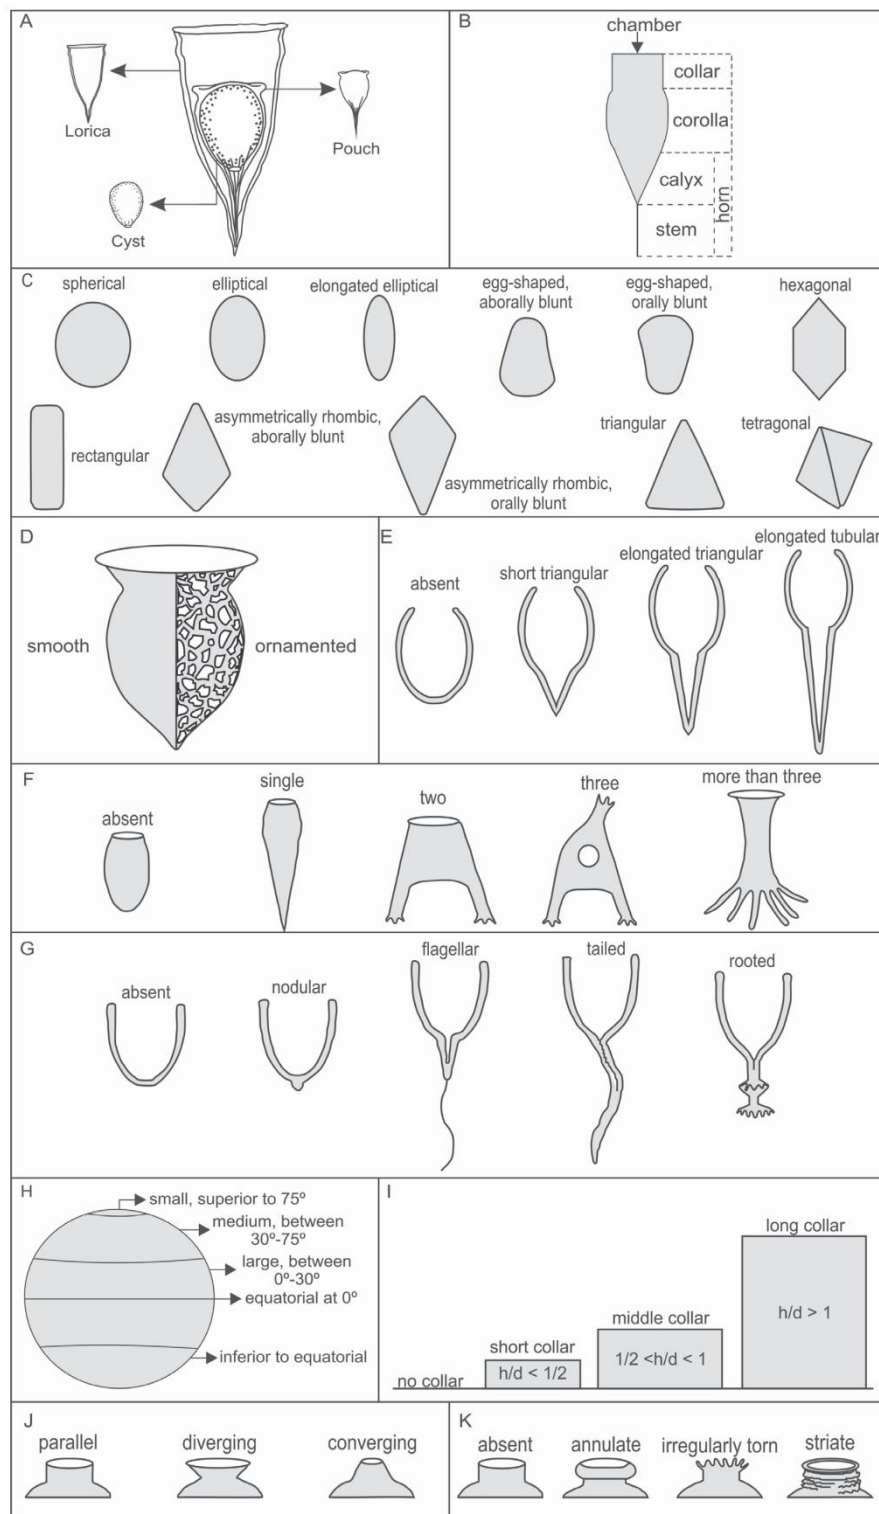 A
Lorica
Pouch
Cyst
B
chamber
collar
corolla
calyx
horn
stem
C
spherical
elliptical
elongated elliptical
egg-shaped,
aborally blunt
egg-shaped,
orally blunt
hexagonal
rectangular
asymmetrically rhombic,
aborally blunt
asymmetrically rhombic,
orally blunt
triangular
tetragonal
D
smooth
ornamented
E
absent
short triangular
elongated triangular
elongated tubular
F
absent
single
two
three
more than three
G
absent
nodular
flagellar
tailed
rooted
H
small, superior to 75º
medium, between
30º-75º
large, between
0º-30º
equatorial at 0º
inferior to equatorial
I
no collar
short collar
h/d < 1/2
middle collar
1/2 <h/d < 1
long collar
h/d > 1
J
parallel
diverging
converging
K
absent
annulate
irregularly torn
striate